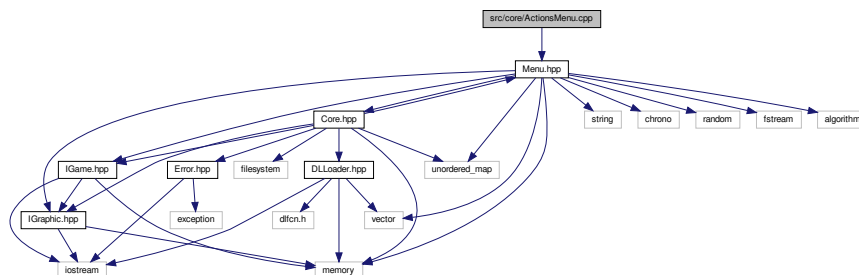 src/core/ActionsMenu.cpp
Menu.hpp
Core.hpp
string
chrono
random
fstream
algorithm
IGame.hpp
Error.hpp
filesystem
DLLoader.hpp
unordered_map
IGraphic.hpp
exception
dlfcn.h
vector
iostream
memory